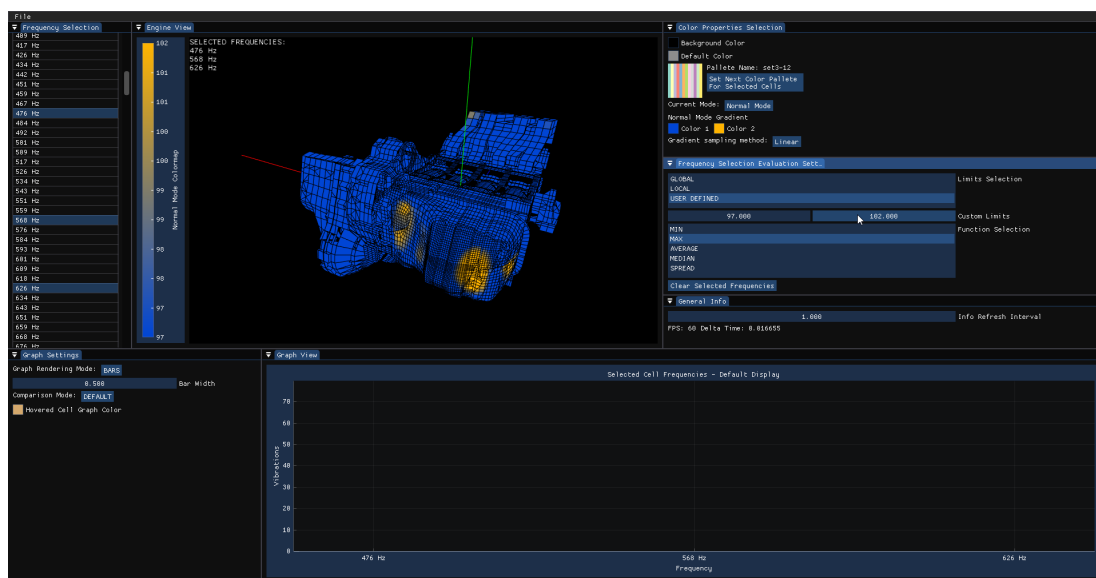 File
Frequency Selection
409 Hz
417 Hz
426 Hz
434 Hz
442 Hz
451 Hz
459 Hz
467 Hz
476 Hz
484 Hz
492 Hz
501 Hz
509 Hz
517 Hz
526 Hz
534 Hz
543 Hz
551 Hz
559 Hz
568 Hz
576 Hz
584 Hz
593 Hz
601 Hz
609 Hz
618 Hz
626 Hz
634 Hz
643 Hz
651 Hz
659 Hz
668 Hz
676 Hz
Engine View
102
101
101
100
100
99
99
98
98
97
97
Normal Mode Colormap
SELECTED FREQUENCIES:
476 Hz
568 Hz
626 Hz
Color Properties Selection
Background Color
Default Color
Pallete Name: set3-12
Set Next Color Pallete
For Selected Cells
Current Mode: Normal Mode
Normal Mode Gradient
Color 1 Color 2
Gradient sampling method: Linear
Frequency Selection Evaluation Sett…
GLOBAL
LOCAL
USER DEFINED
Limits Selection
97.000 102.000 Custom Limits
MIN
MAX
AVERAGE
MEDIAN
SPREAD
Function Selection
Clear Selected Frequencies
General Info
1.000 Info Refresh Interval
FPS: 60 Delta Time: 0.016655
Graph Settings
Graph Rendering Mode: BARS
0.500 Bar Width
Comparison Mode: DEFAULT
Hovered Cell Graph Color
Graph View
Selected Cell Frequencies - Default Display
70
60
50
40
30
20
10
0
Vibrations
476 Hz 568 Hz 626 Hz
Frequency